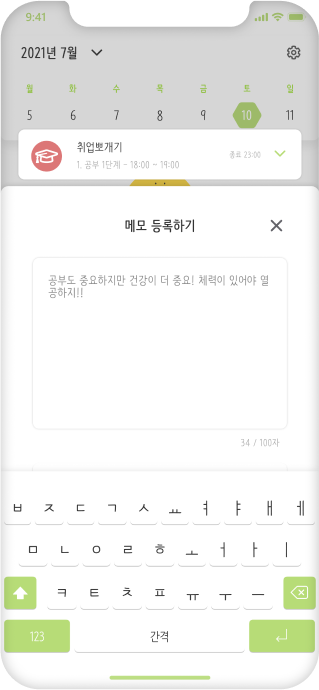 9:41
2021년 7월
월 화 수 목 금 토 일
5 6 7 8 9 10 11
취업뽀개기
1. 공부 1단계 - 18:00 ~ 19:00
종료 23:00
메모 등록하기
공부도 중요하지만 건강이 더 중요! 체력이 있어야 열
공하지!!
34 / 100자
ㅂ ㅈ ㄷ ㄱ ㅅ ㅛ ㅕ ㅑ ㅐ ㅔ
ㅁ ㄴ ㅇ ㄹ ㅎ ㅗ ㅓ ㅏ ㅣ
ㅋ ㅌ ㅊ ㅍ ㅠ ㅜ ㅡ
123 간격